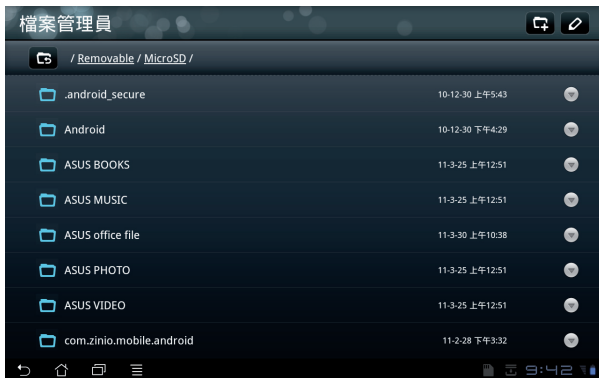 檔案管理員
/ Removable / MicroSD /
.android_secure 10-12-30 上午5:43
Android 10-12-30 下午4:29
ASUS BOOKS 11-3-25 上午12:51
ASUS MUSIC 11-3-25 上午12:51
ASUS office file 11-3-30 上午10:38
ASUS PHOTO 11-3-25 上午12:51
ASUS VIDEO 11-3-25 上午12:51
com.zinio.mobile.android 11-2-28 下午3:32
9:42